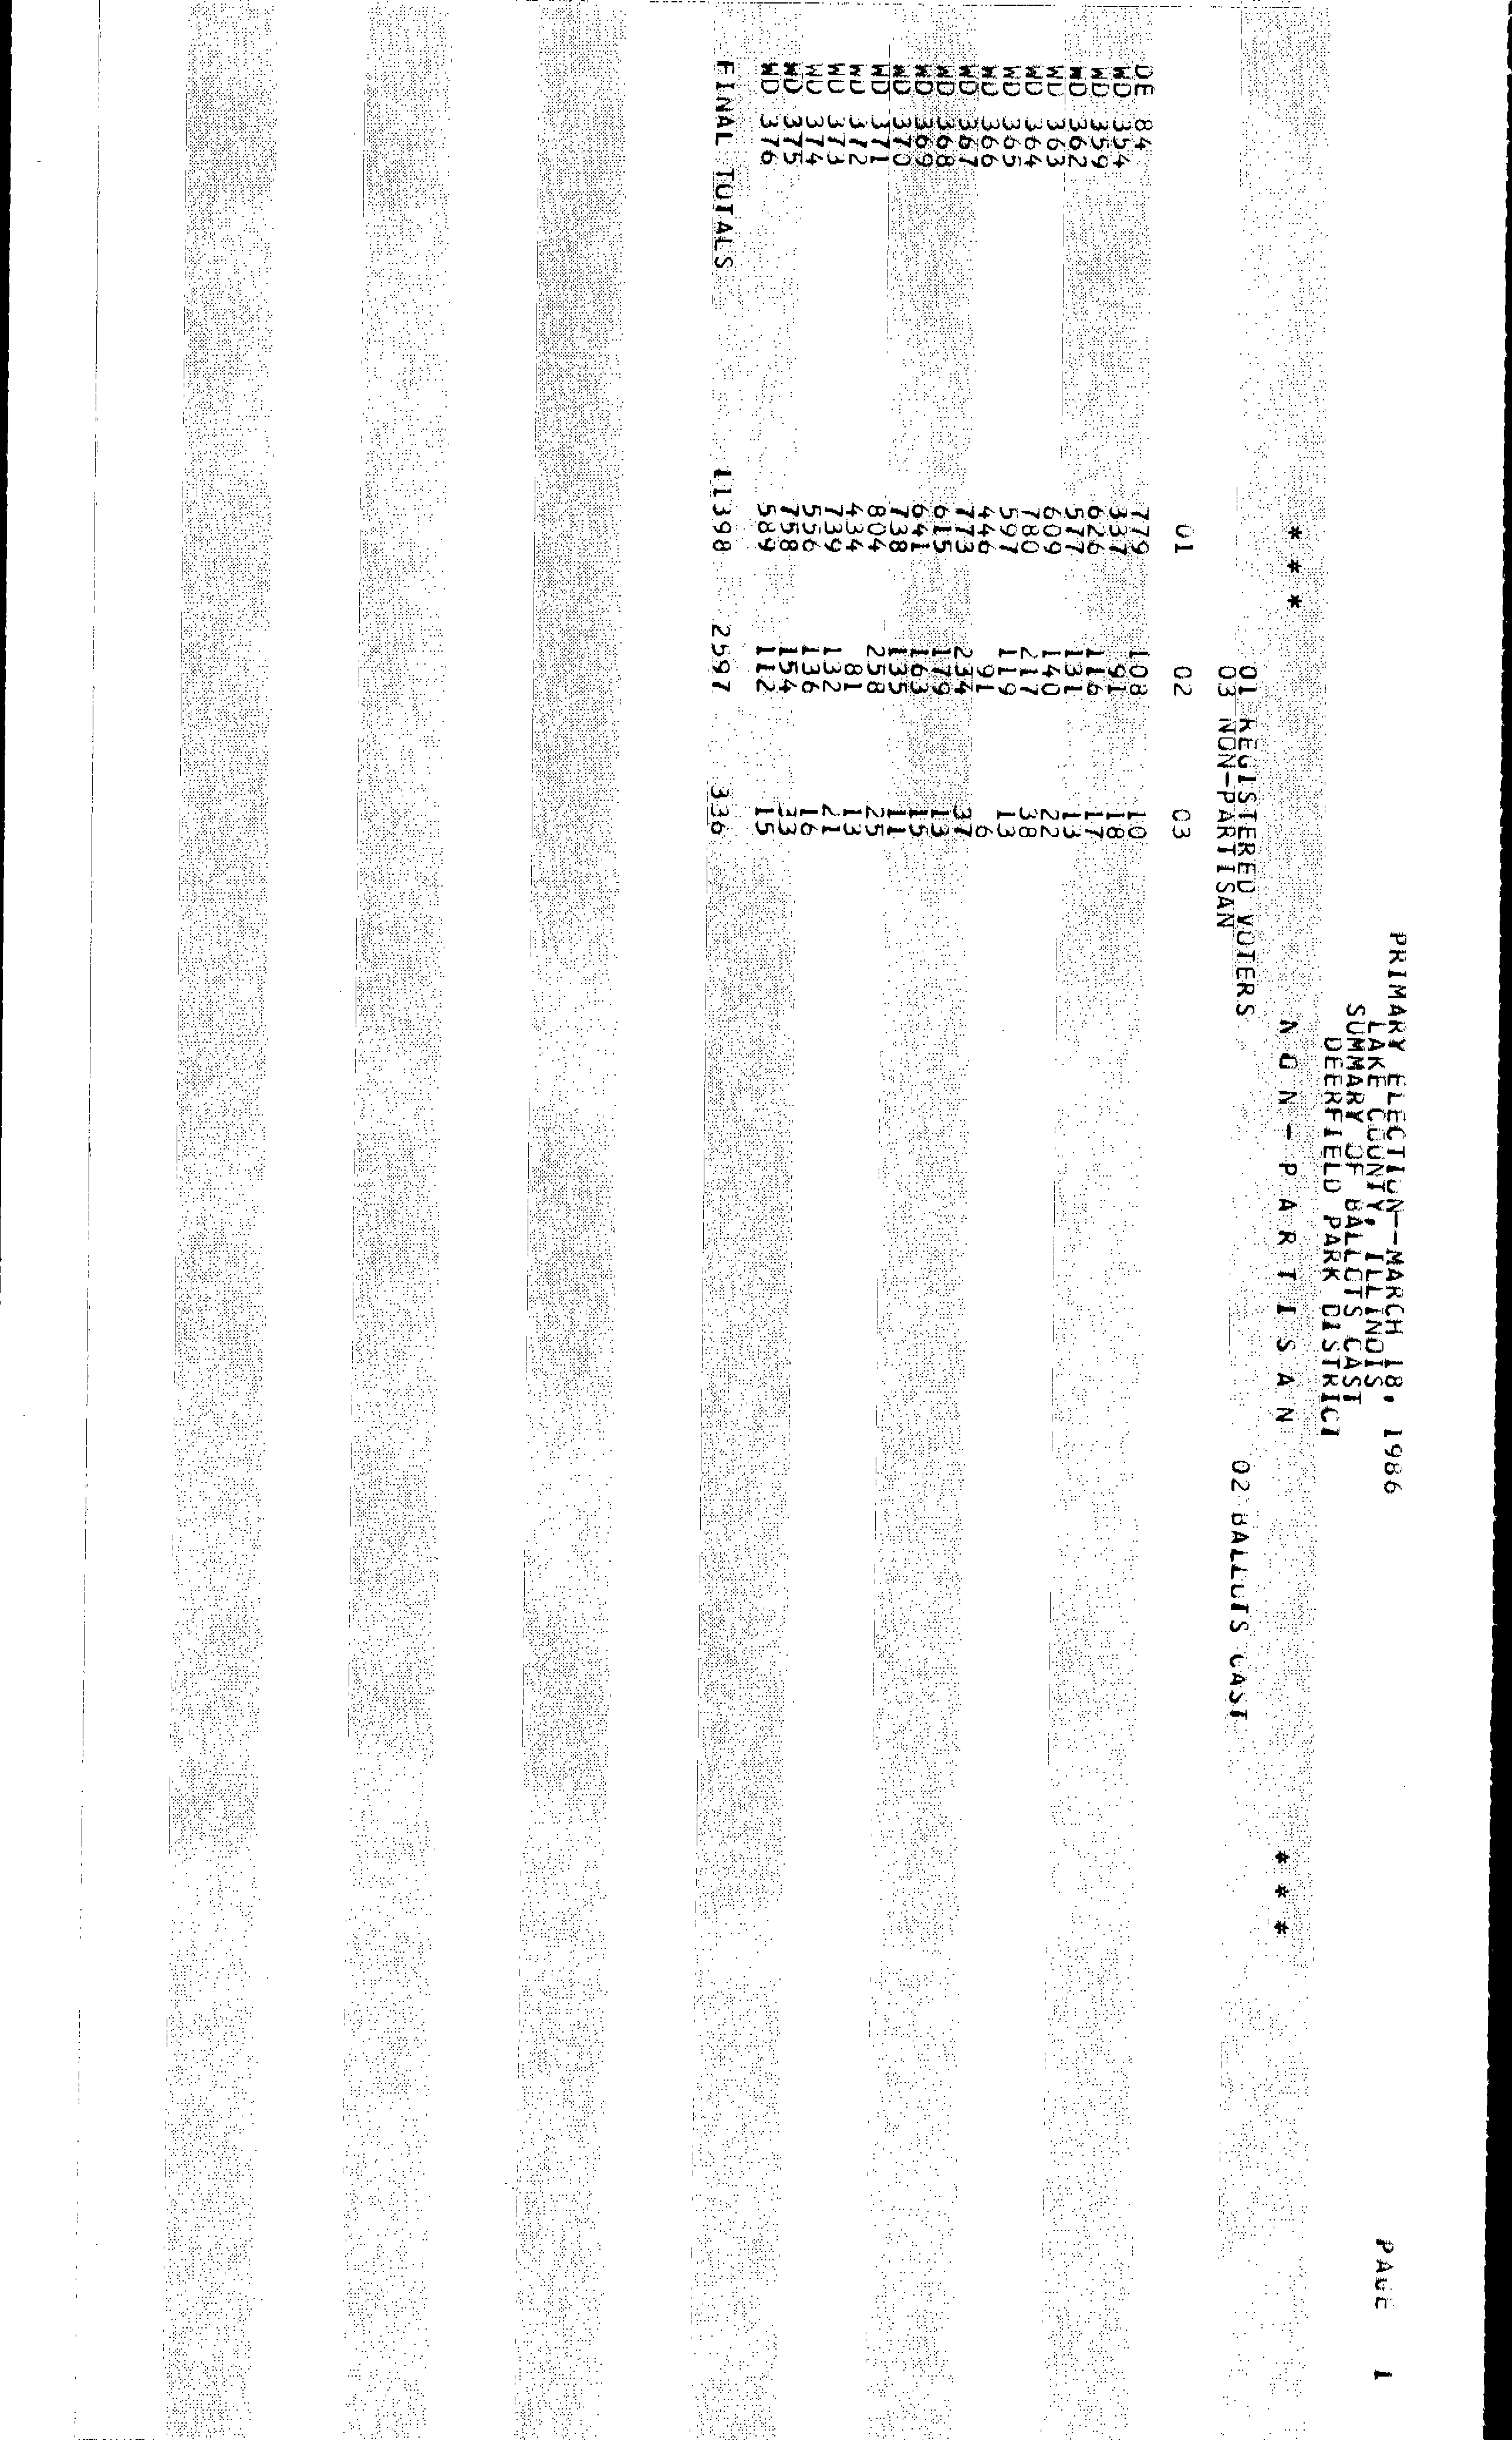 PRIMARY ELECTION--MARCH 18, 1986 PAGE 1
LAKE COUNTY, ILLINOIS
SUMMARY OF BALLOTS CAST
DEERFIELD PARK DISTRICT
* * * N O N - P A R T I S A N * * *
01 REGISTERED VOTERS 02 BALLOTS CAST
03 NON-PARTISAN
01 02 03
DE 84 779 108 10
WD 354 337 91 18
WD 359 626 116 17
WD 362 577 131 13
WD 363 609 140 22
WD 364 780 217 38
WD 365 597 119 13
WD 366 446 91 6
WD 367 773 234 37
WD 368 615 179 13
WD 369 641 163 15
WD 370 738 135 11
WD 371 804 258 25
WD 372 434 81 13
WD 373 739 132 21
WD 374 556 136 16
WD 375 758 154 33
WD 376 589 112 15
FINAL TOTALS 11398 2597 336